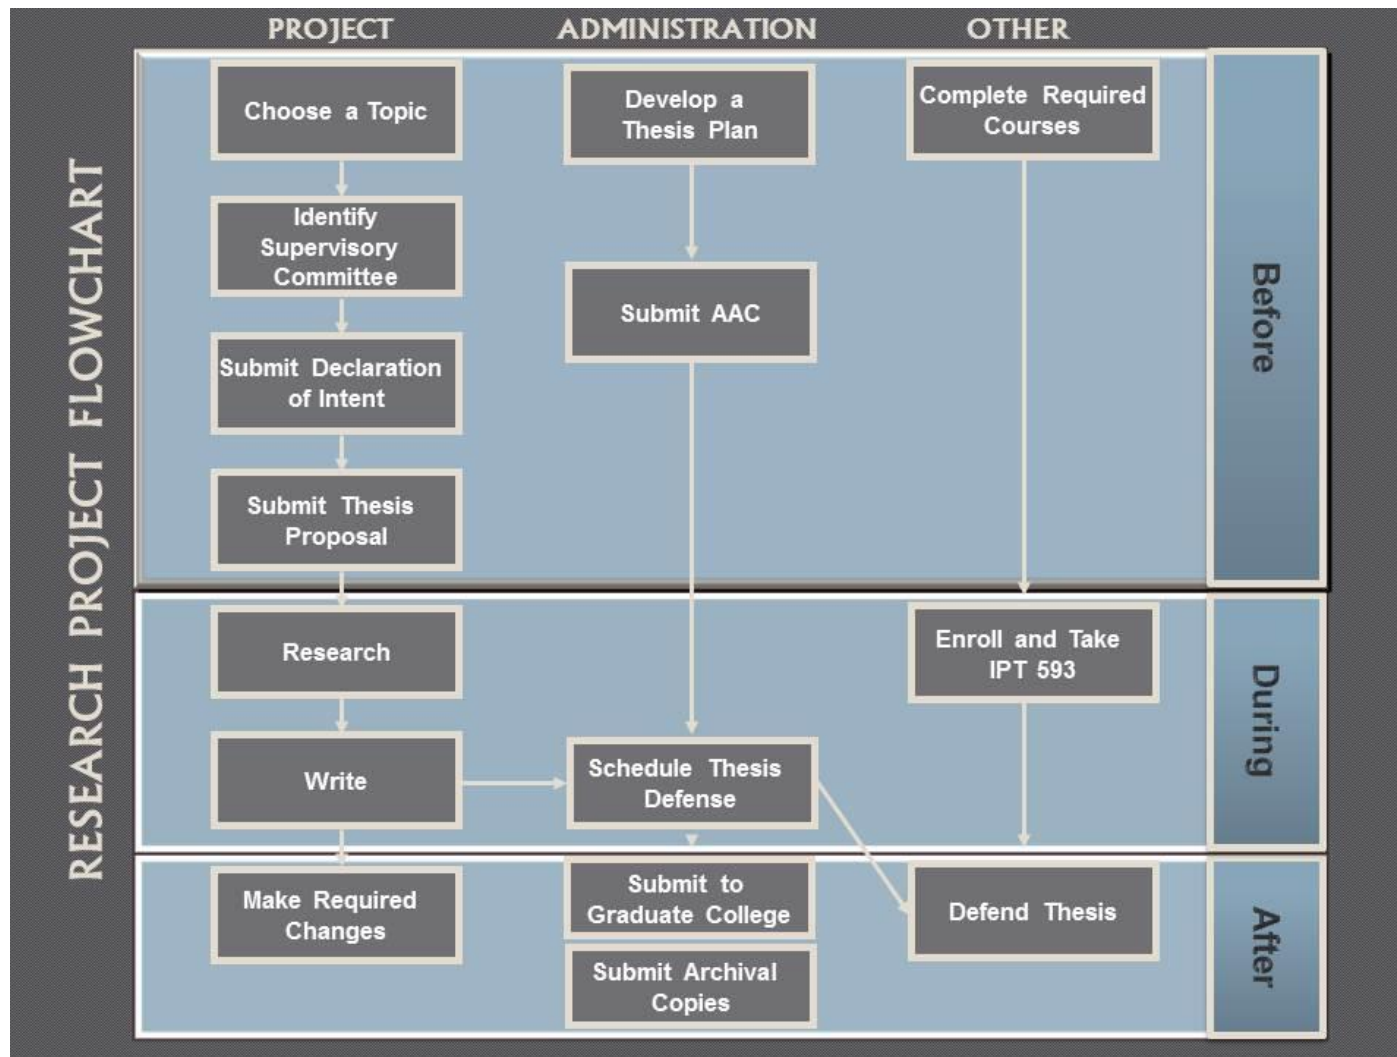 PROJECT
ADMINISTRATION
OTHER
RESEARCH PROJECT FLOWCHART
Choose a Topic
Identify
Supervisory
Committee
Submit Declaration
of Intent
Submit Thesis
Proposal
Develop a
Thesis Plan
Submit AAC
Complete Required
Courses
Before
Research
Write
Schedule Thesis
Defense
Enroll and Take
IPT 593
During
Make Required
Changes
Submit to
Graduate College
Submit Archival
Copies
Defend Thesis
After